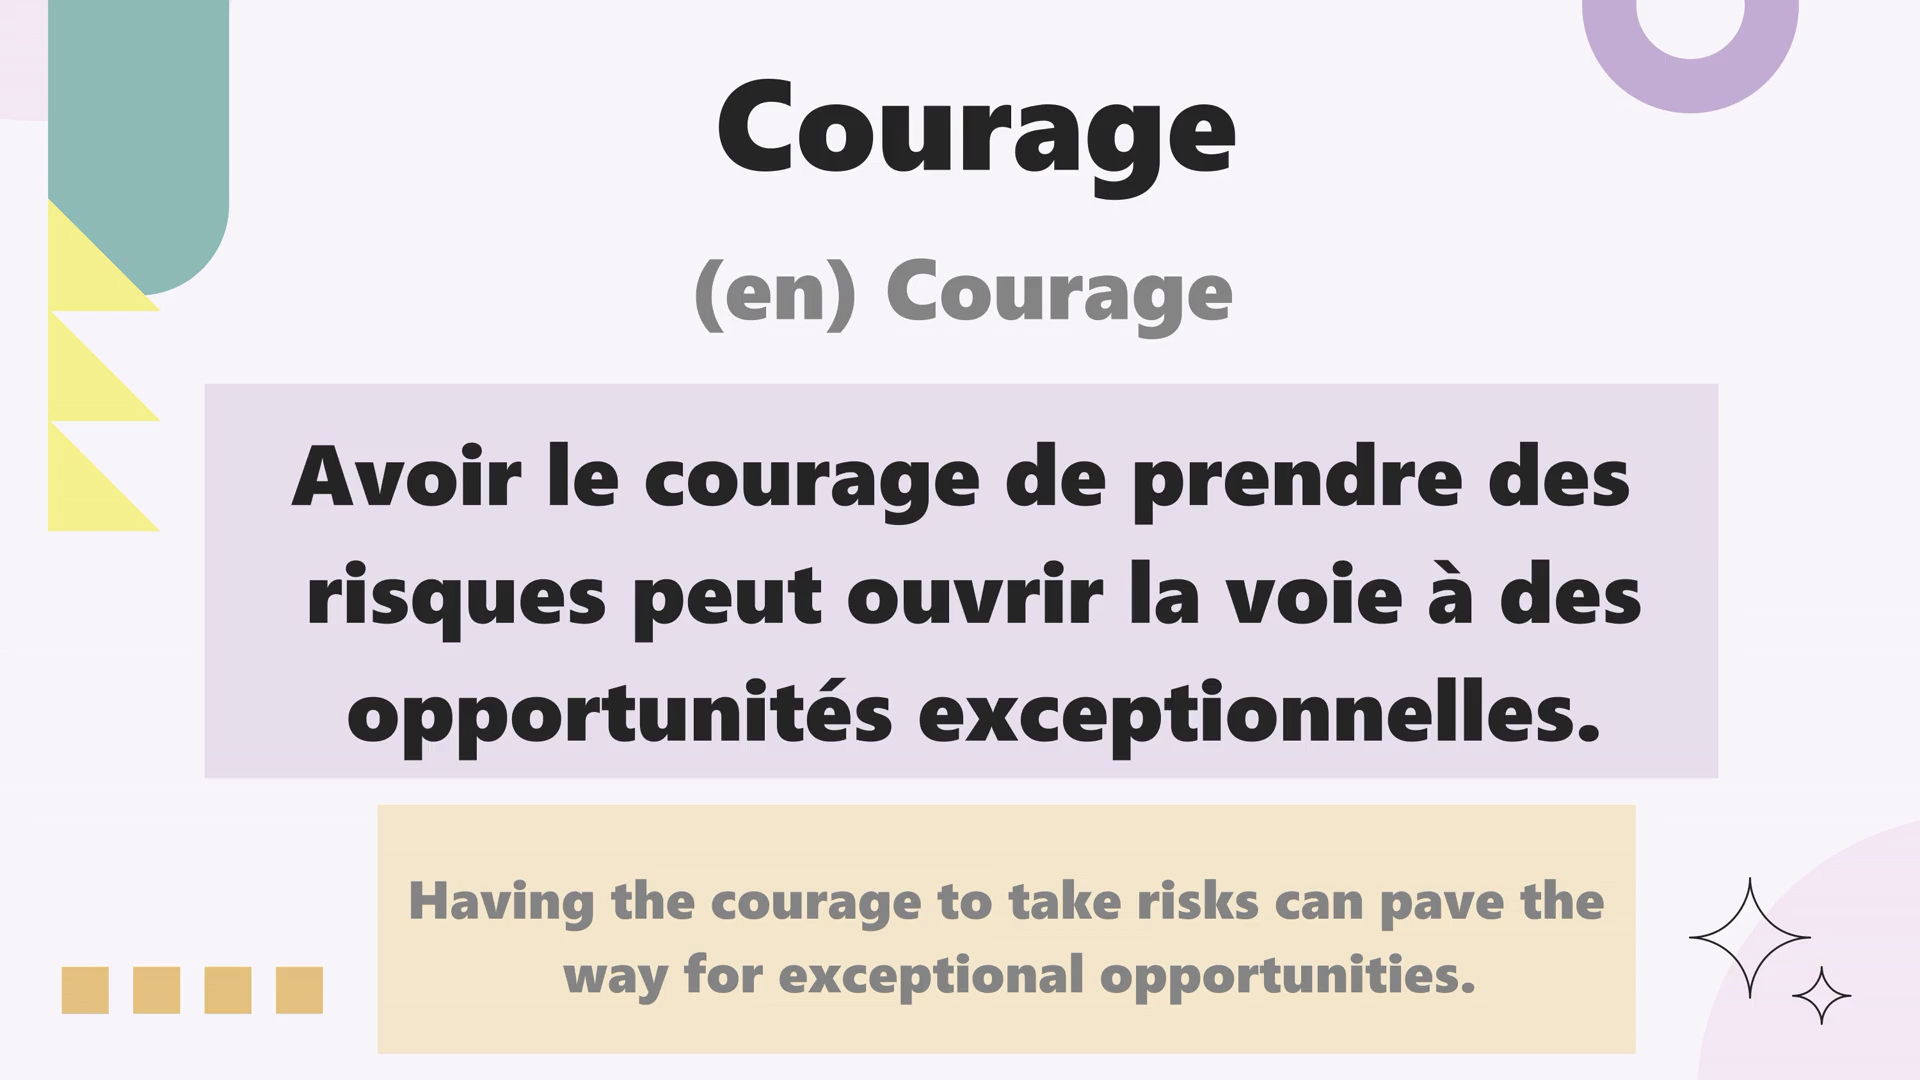 Courage
(en) Courage
Avoir le courage de prendre des
risques peut ouvrir la voie à des
opportunités exceptionnelles.
Having the courage to take risks can pave the
way for exceptional opportunities.